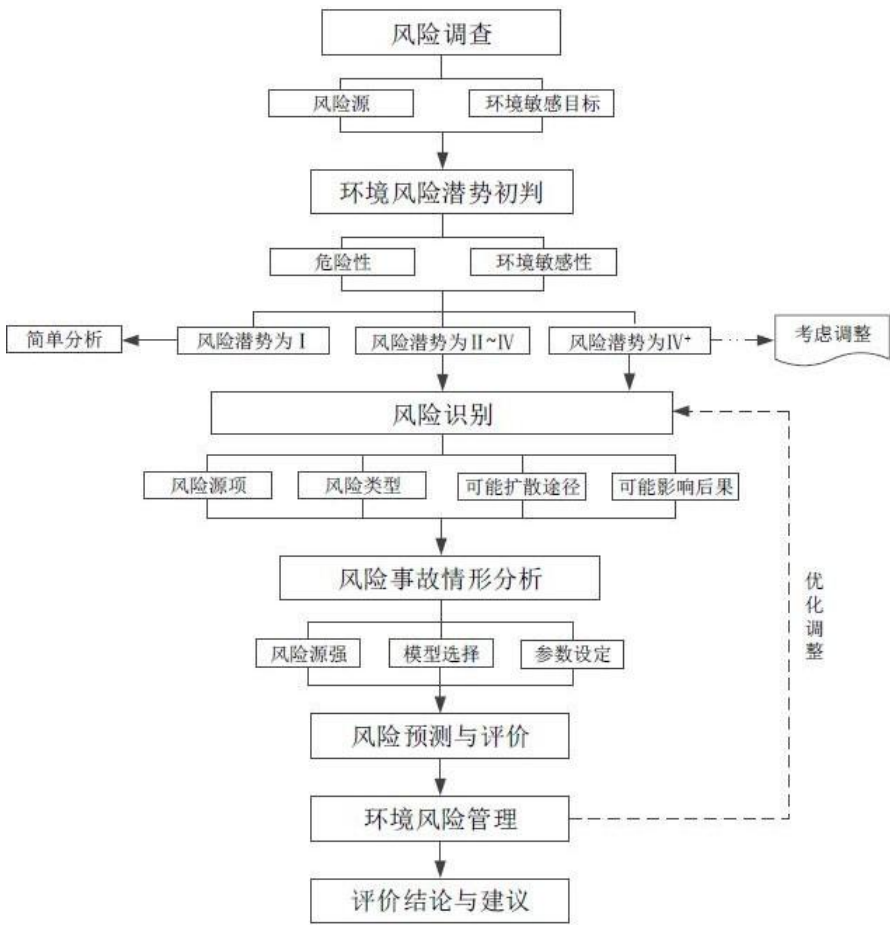 风险调查
风险源
环境敏感目标
环境风险潜势初判
危险性
环境敏感性
简单分析
风险潜势为Ⅰ
风险潜势为Ⅱ~Ⅳ
风险潜势为Ⅳ+
考虑调整
风险识别
风险源项
风险类型
可能扩散途径
可能影响后果
风险事故情形分析
优化调整
风险源强
模型选择
参数设定
风险预测与评价
环境风险管理
评价结论与建议